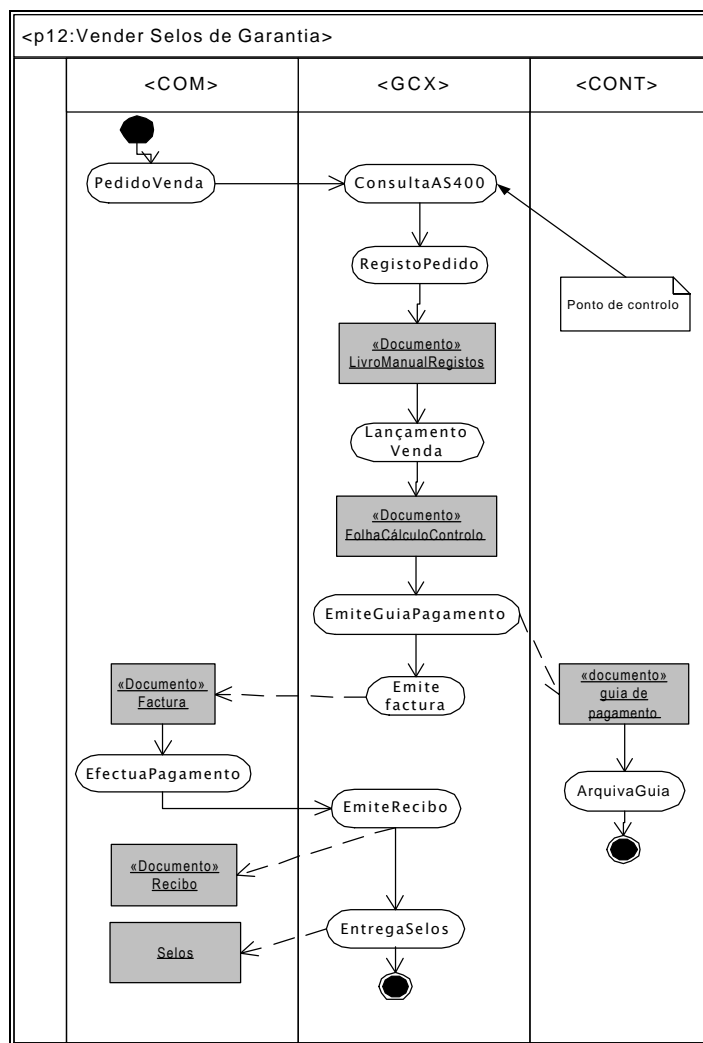 <p12:Vender Selos de Garantia>
<COM>
<GCX>
<CONT>
PedidoVenda
ConsultaAS400
RegistoPedido
Ponto de controlo
«Documento»
LivroManualRegistos
Lançamento
Venda
«Documento»
FolhaCálculoControlo
EmiteGuiaPagamento
«Documento»
Factura
Emite
factura
«documento»
guia de
pagamento
EfectuaPagamento
EmiteRecibo
ArquivaGuia
«Documento»
Recibo
EntregaSelos
Selos